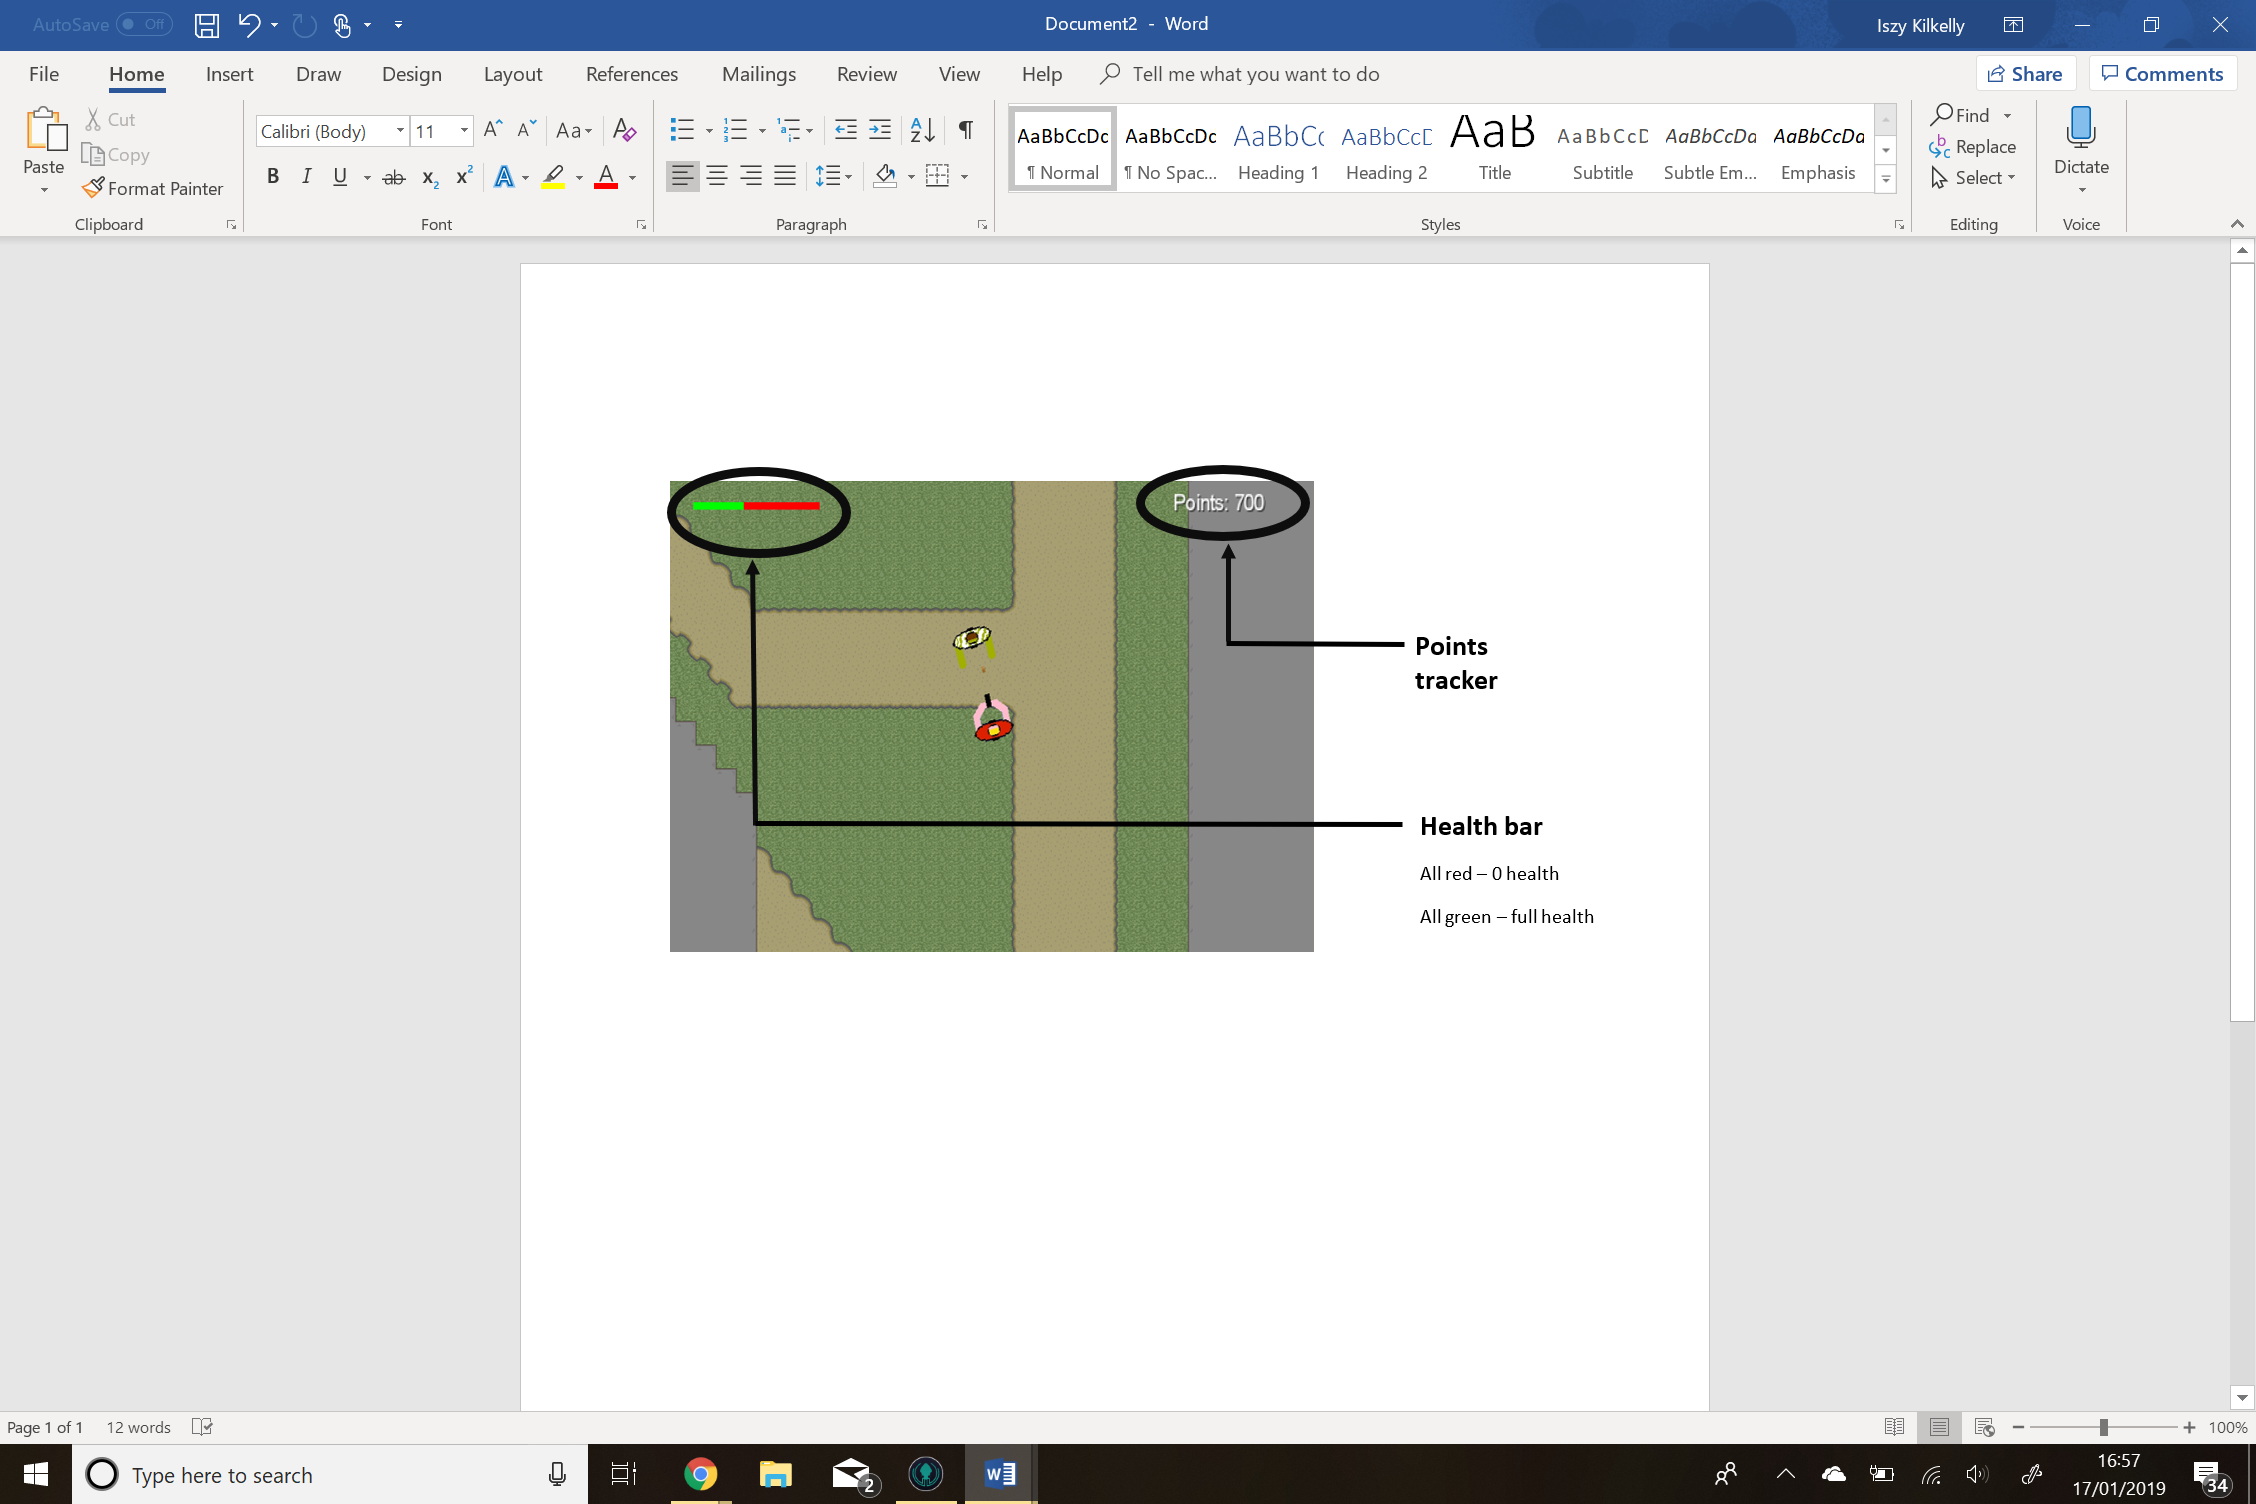 AutoSave Off
Document2 - Word
Iszy Kilkelly
File Home Insert Draw Design Layout References Mailings Review View Help Tell me what you want to do
Share Comments
Paste
Cut
Copy
Format Painter
Clipboard
Calibri (Body) 11
Font
Paragraph
AaBbCcDc AaBbCcDc AaBbCc AaBbCcD AaB AaBbCcD AaBbCcDa AaBbCcDa
¶ Normal ¶ No Spac... Heading 1 Heading 2 Title Subtitle Subtle Em... Emphasis
Styles
Find
Replace
Select
Editing
Dictate
Voice
Points: 700
Points
tracker
Health bar
All red – 0 health
All green – full health
Page 1 of 1 12 words
100%
Type here to search
2
16:57
17/01/2019
34